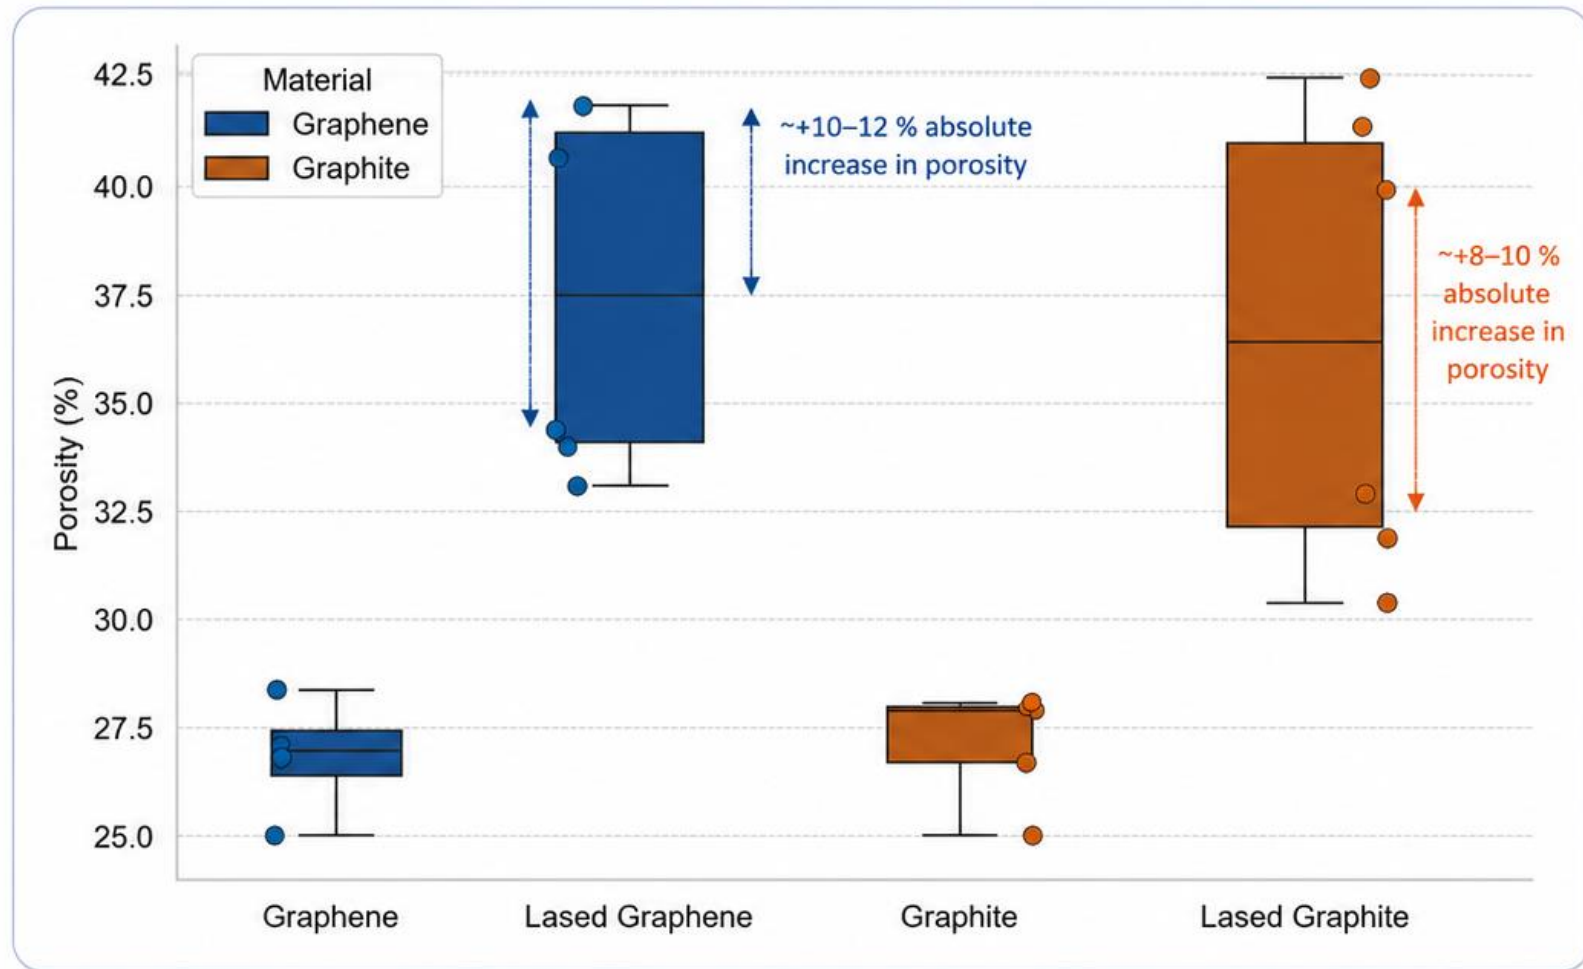 Material
Graphene
Graphite
~+10–12 % absolute
increase in porosity
~+8–10 %
absolute
increase in
porosity
Porosity (%)
42.5
40.0
37.5
35.0
32.5
30.0
27.5
25.0
Graphene
Lased Graphene
Graphite
Lased Graphite